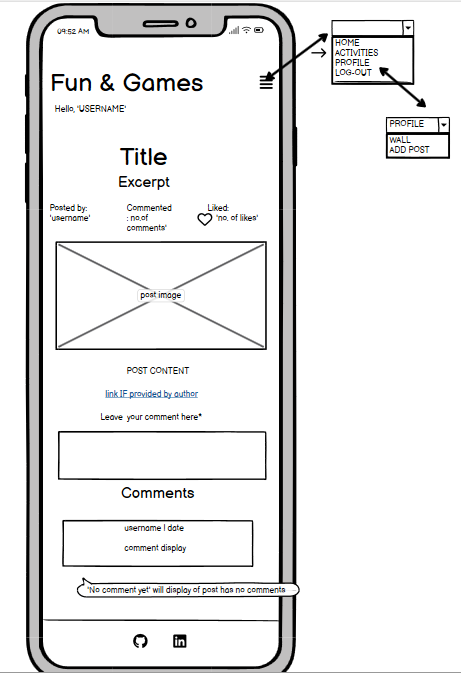 09:52 AM
HOME
ACTIVITIES
PROFILE
LOG-OUT
Fun & Games
Hello, 'USERNAME'
PROFILE
WALL
ADD POST
Title
Excerpt
Posted by:
'username'
Commented
: no.of
comments'
Liked:
'no. of likes'
post image
POST CONTENT
link IF provided by author
Leave your comment here*
Comments
username | date
comment display
'No comment yet' will display of post has no comments
in